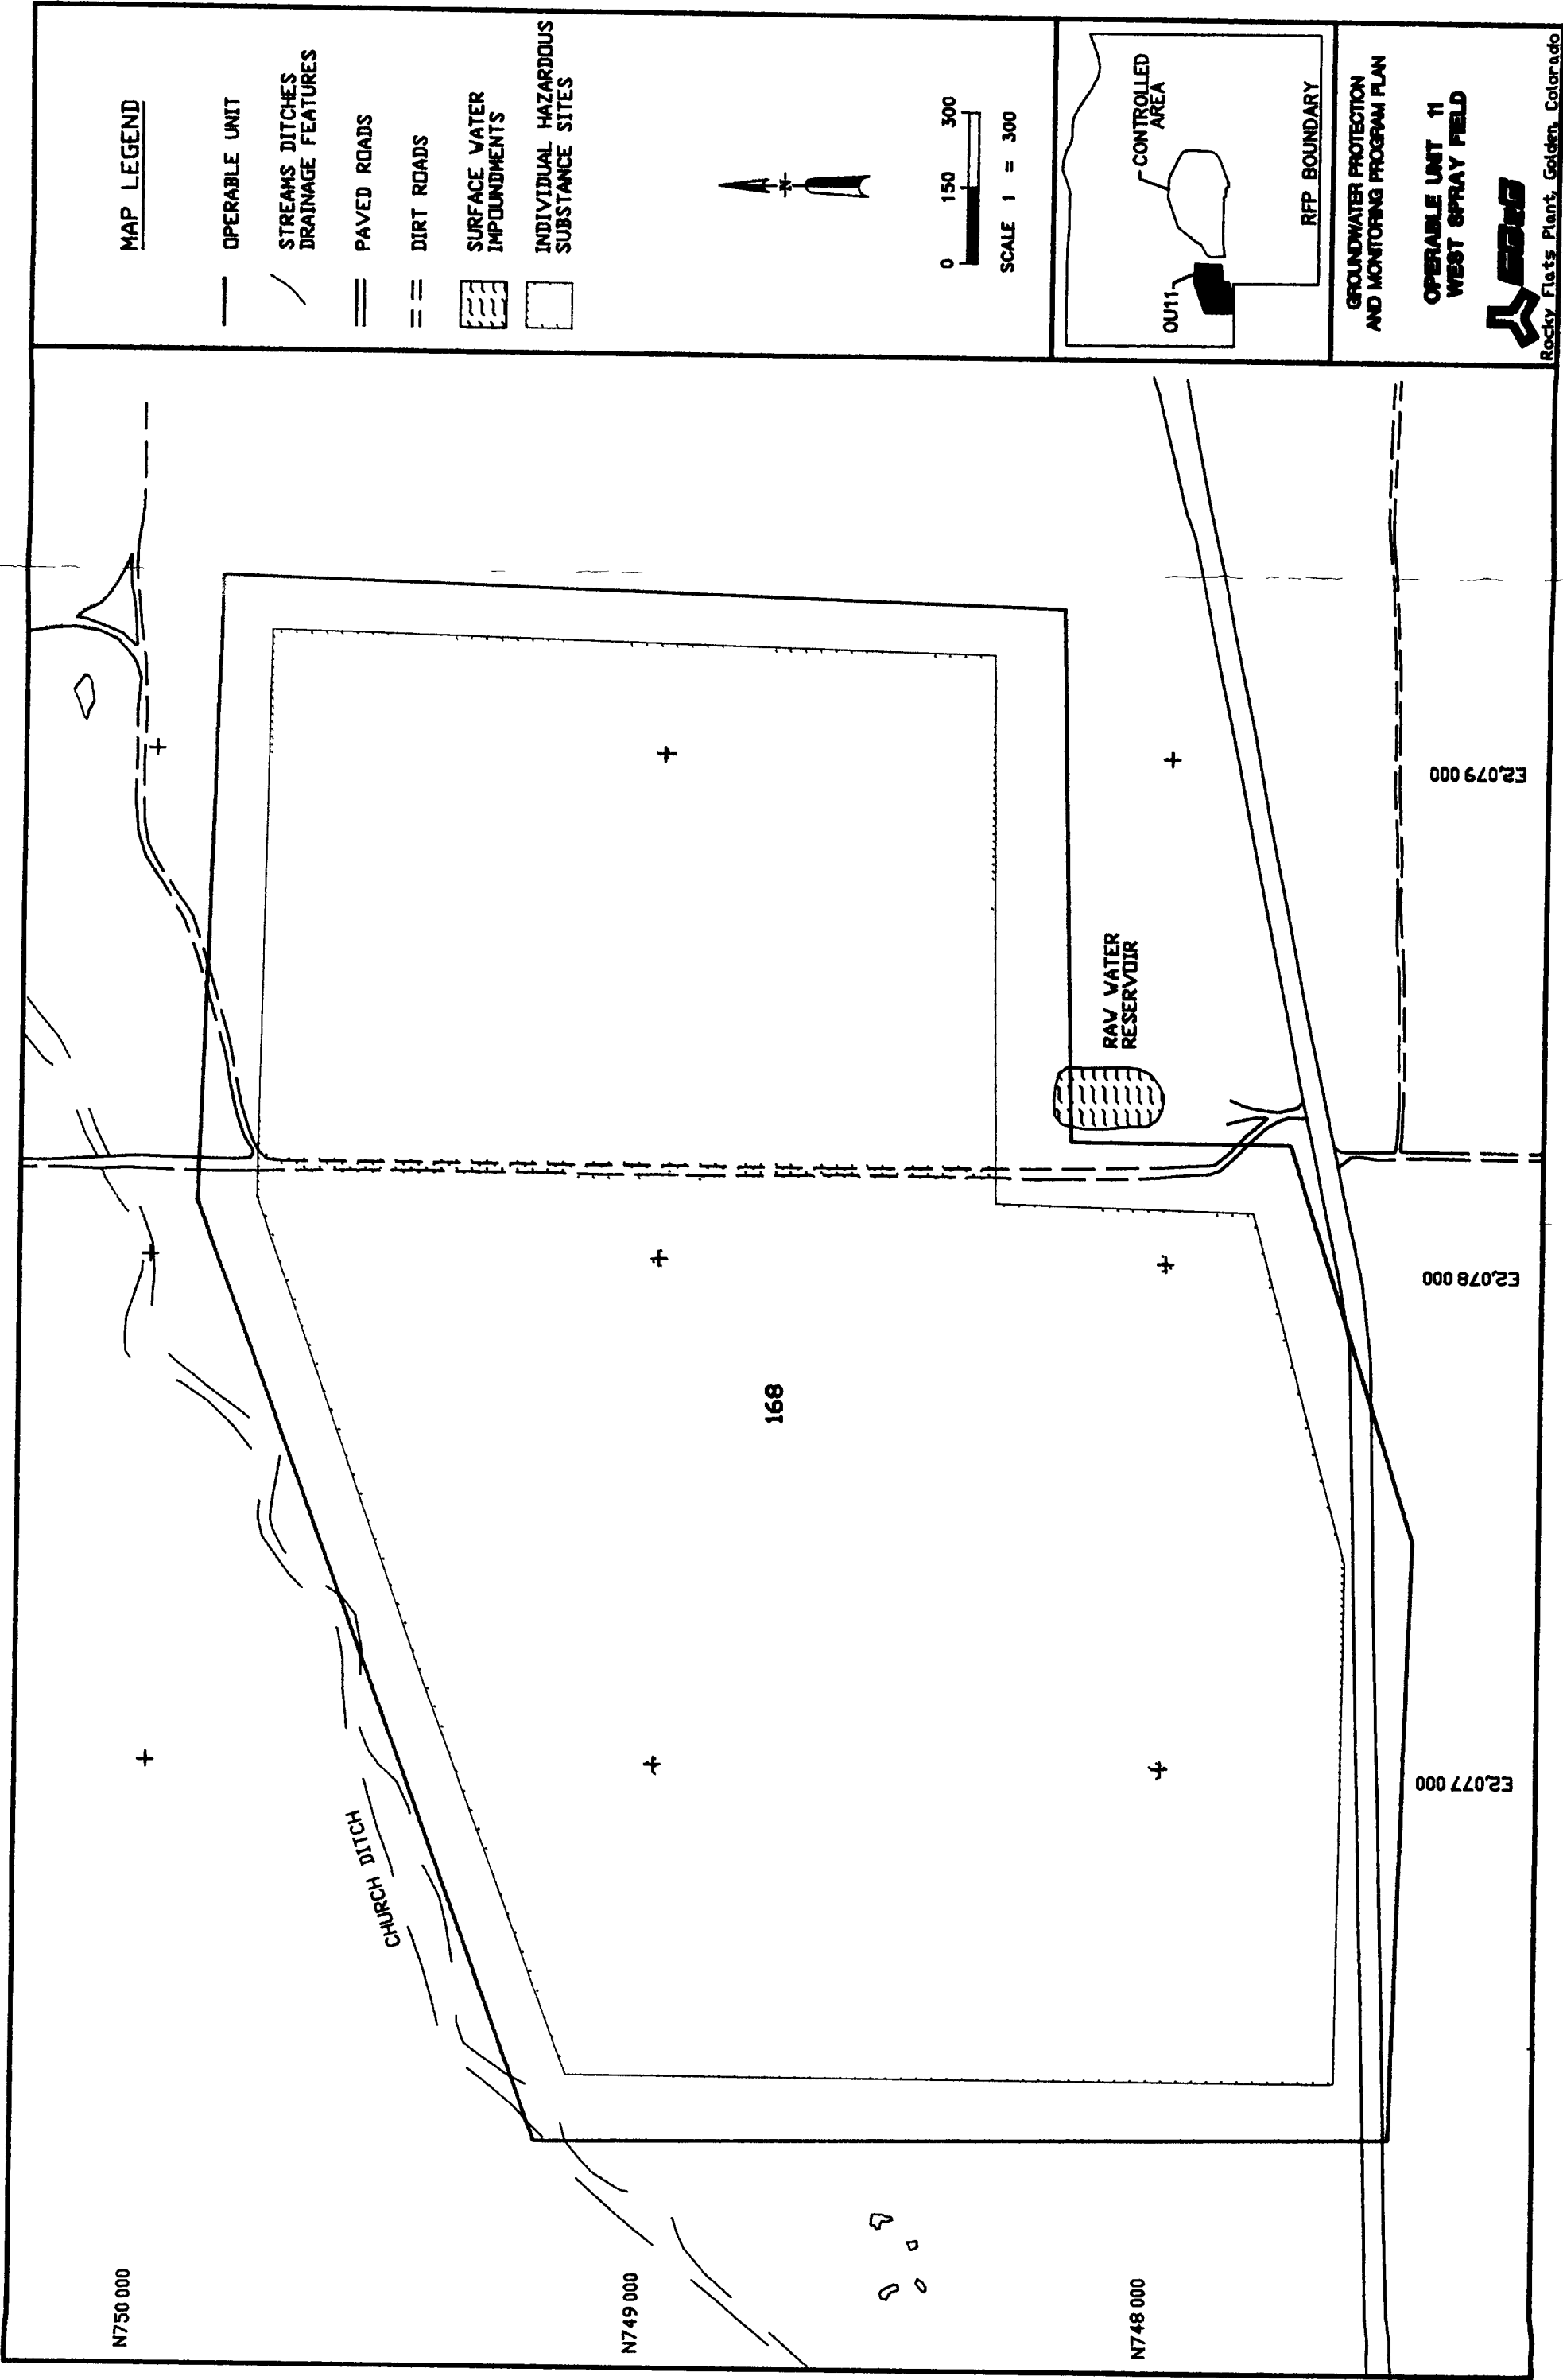 MAP LEGEND
OPERABLE UNIT
STREAMS DITCHES
DRAINAGE FEATURES
PAVED ROADS
DIRT ROADS
SURFACE WATER
IMPOUNDMENTS
INDIVIDUAL HAZARDOUS
SUBSTANCE SITES
N
0 150 300
SCALE 1 = 300
CONTROLLED
AREA
OU11
RFP BOUNDARY
GROUNDWATER PROTECTION
AND MONITORING PROGRAM PLAN
OPERABLE UNIT 11
WEST SPRAY FIELD
EG&G
Rocky Flats Plant, Golden, Colorado
N750 000
N749 000
N748 000
CHURCH DITCH
168
RAW WATER
RESERVOIR
E2,077 000
E2,078 000
E2,079 000